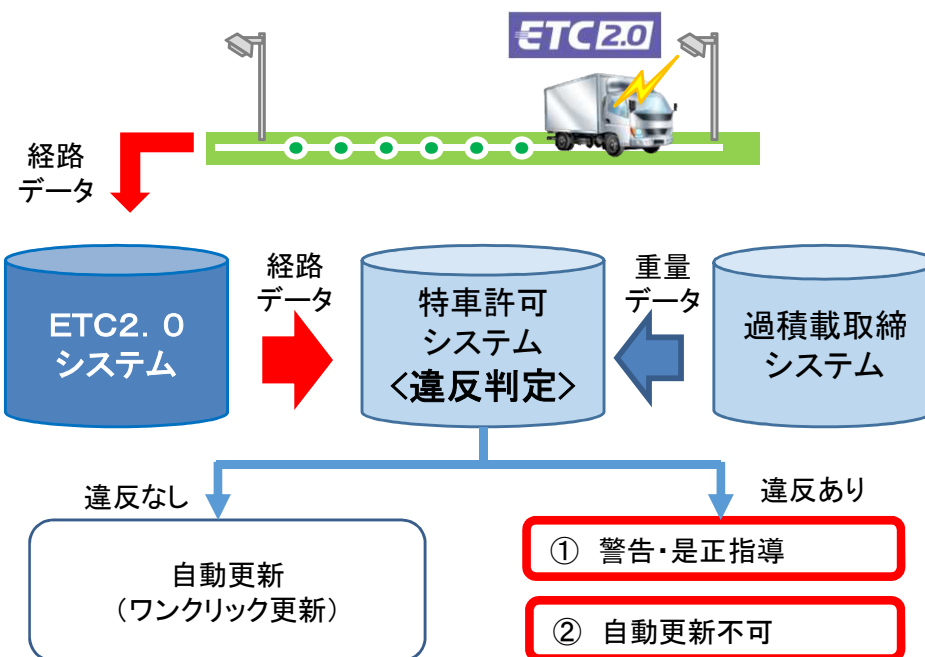 ETC2.0
経路
データ
経路
データ
重量
データ
ETC2．0
システム
特車許可
システム
<違反判定>
過積載取締
システム
違反なし
違反あり
自動更新
（ワンクリック更新）
① 警告・是正指導
② 自動更新不可